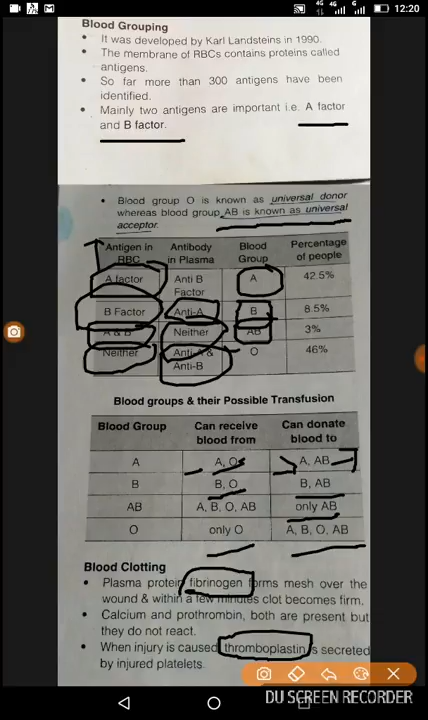 12:20
Blood Grouping
• It was developed by Karl Landsteins in 1990.
• The membrane of RBCs contains proteins called
antigens.
• So far more than 300 antigens have been
identified.
• Mainly two antigens are important i.e. A factor
and B factor.
• Blood group O is known as universal donor
whereas blood group AB is known as universal
acceptor.
Antigen in RBC Antibody in Plasma Blood Group Percentage of people
A factor Anti B Factor A 42.5%
B Factor Anti-A B 8.5%
A & B Neither AB 3%
Neither Anti-A & Anti-B O 46%
Blood groups & their Possible Transfusion
Blood Group Can receive blood from Can donate blood to
A A, O A, AB
B B, O B, AB
AB A, B, O, AB only AB
O only O A, B, O, AB
Blood Clotting
• Plasma protein fibrinogen forms mesh over the
wound & within a few minutes clot becomes firm.
• Calcium and prothrombin, both are present but
they do not react.
• When injury is caused thromboplastin is secreted
by injured platelets.
DU SCREEN RECORDER